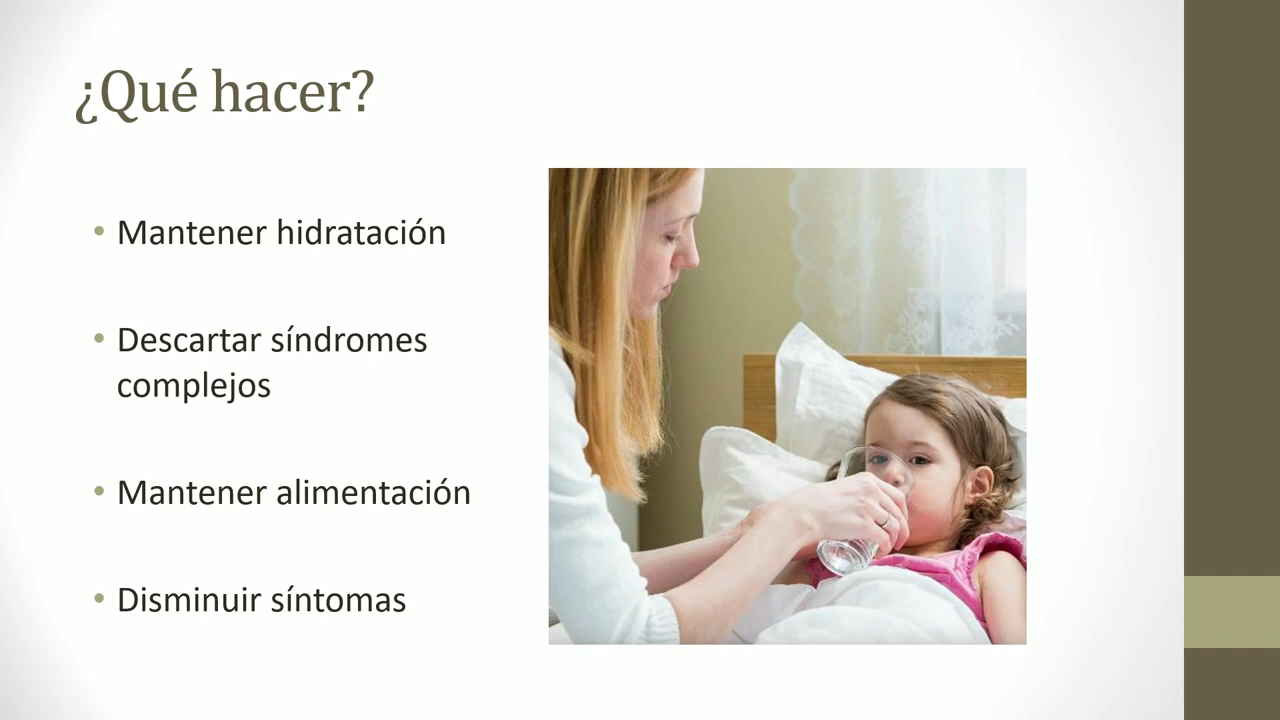 ¿Qué hacer?
• Mantener hidratación
• Descartar síndromes
complejos
• Mantener alimentación
• Disminuir síntomas